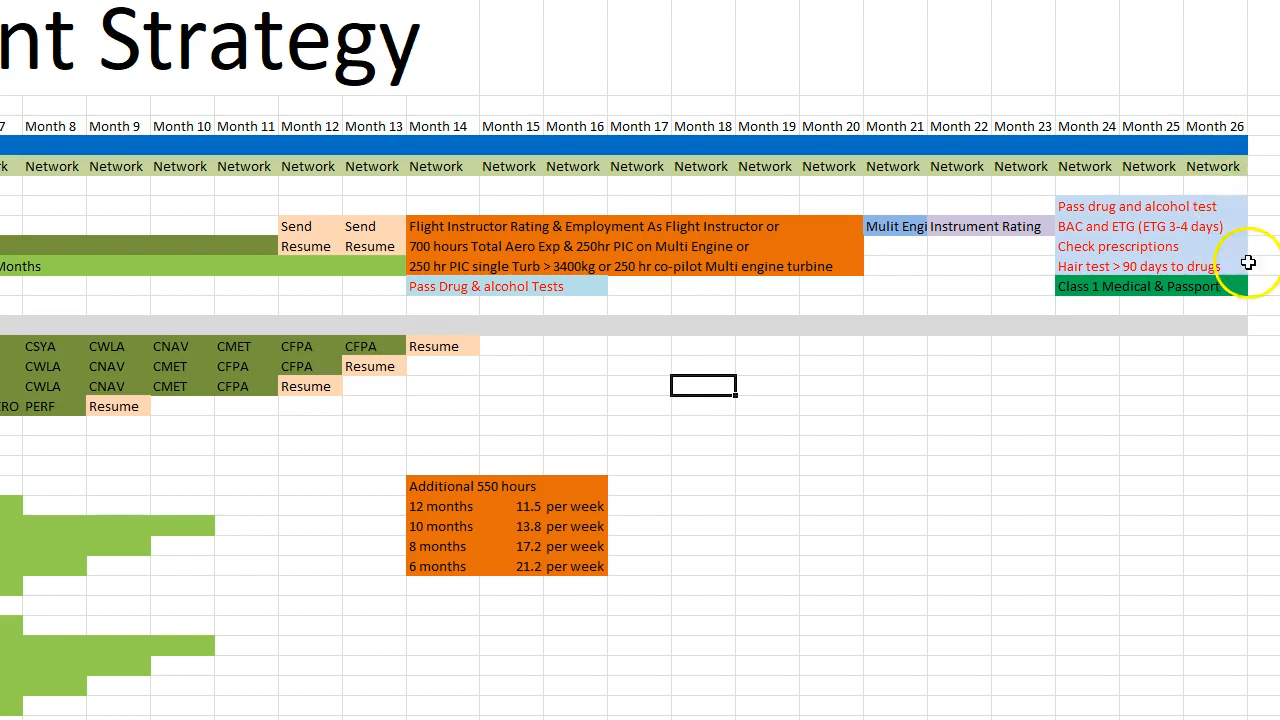 nt Strategy
7 Month 8 Month 9 Month 10 Month 11 Month 12 Month 13 Month 14 Month 15 Month 16 Month 17 Month 18 Month 19 Month 20 Month 21 Month 22 Month 23 Month 24 Month 25 Month 26
rk Network Network Network Network Network Network Network Network Network Network Network Network Network Network Network Network Network Network Network
Pass drug and alcohol test
Send Send Flight Instructor Rating & Employment As Flight Instructor or Mulit Engi Instrument Rating BAC and ETG (ETG 3-4 days)
Resume Resume 700 hours Total Aero Exp & 250hr PIC on Multi Engine or Check prescriptions
Months 250 hr PIC single Turb > 3400kg or 250 hr co-pilot Multi engine turbine Hair test > 90 days to drugs
Pass Drug & alcohol Tests Class 1 Medical & Passport
CSYA CWLA CNAV CMET CFPA CFPA Resume
CWLA CNAV CMET CFPA CFPA Resume
CWLA CNAV CMET CFPA Resume
ERO PERF Resume
Additional 550 hours
12 months 11.5 per week
10 months 13.8 per week
8 months 17.2 per week
6 months 21.2 per week